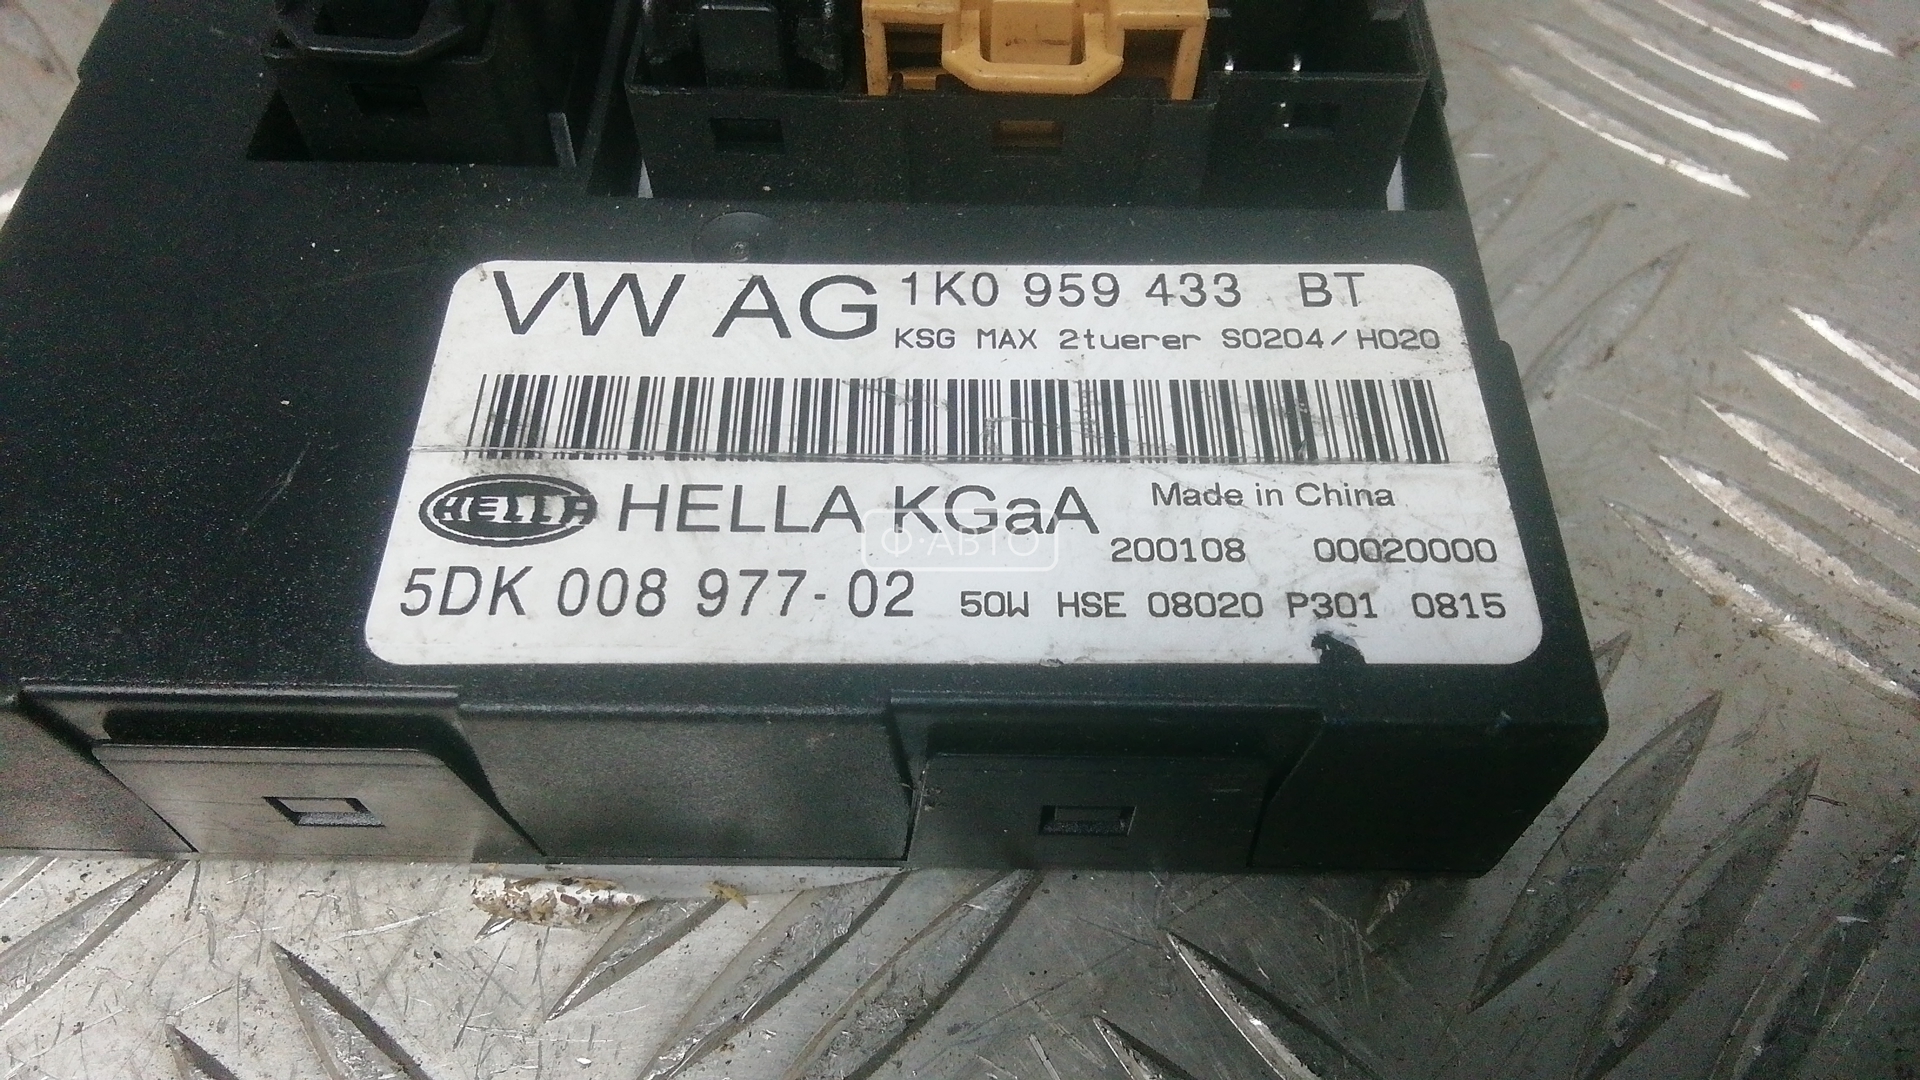 VW AG 1K0 959 433 BT
KSG MAX 2tuerer S0204/H020
HELLA HELLA KGaA Made in China
200108 00020000
5DK 008 977-02 50W HSE 08020 P301 0815
Ф·АВТО